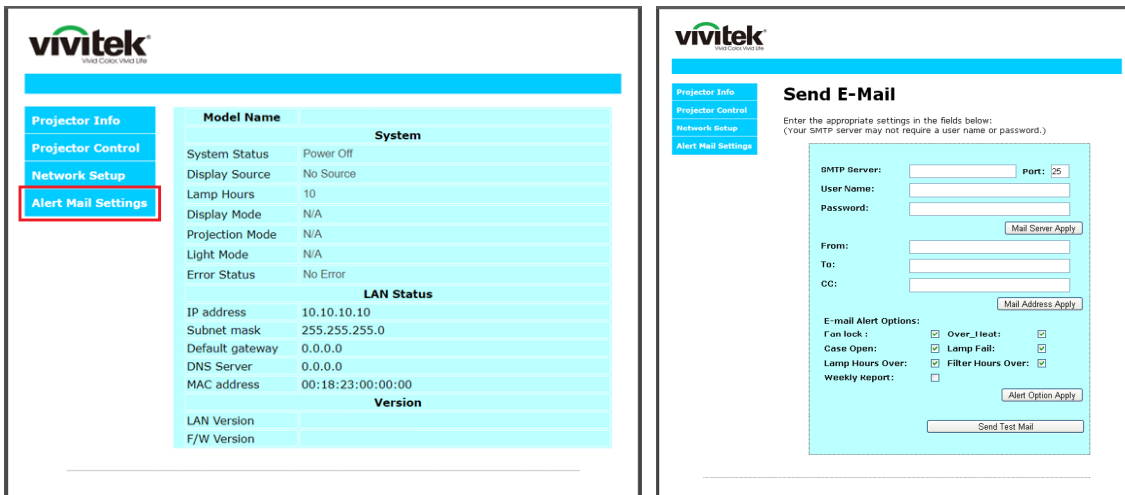 vivitek
Vivid Color, Vivid Life
Projector Info
Projector Control
Network Setup
Alert Mail Settings
Model Name
System
System Status Power Off
Display Source No Source
Lamp Hours 10
Display Mode N/A
Projection Mode N/A
Light Mode N/A
Error Status No Error
LAN Status
IP address 10.10.10.10
Subnet mask 255.255.255.0
Default gateway 0.0.0.0
DNS Server 0.0.0.0
MAC address 00:18:23:00:00:00
Version
LAN Version
F/W Version
vivitek
Vivid Color, Vivid Life
Projector Info
Projector Control
Network Setup
Alert Mail Settings
Send E-Mail
Enter the appropriate settings in the fields below:
(Your SMTP server may not require a user name or password.)
SMTP Server: Port: 25
User Name:
Password:
Mail Server Apply
From:
To:
CC:
Mail Address Apply
E-mail Alert Options:
Fan lock : Over_Heat:
Case Open: Lamp Fail:
Lamp Hours Over: Filter Hours Over:
Weekly Report:
Alert Option Apply
Send Test Mail